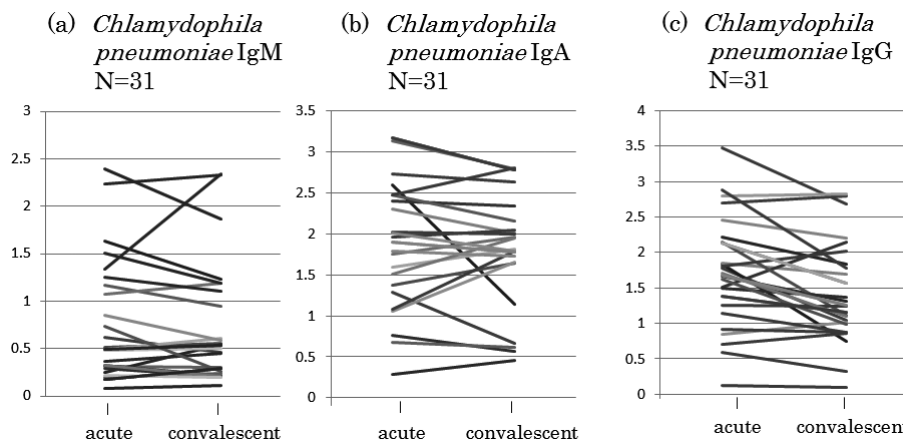 (a) Chlamydophila
pneumoniae IgM
N=31
3
2.5
2
1.5
1
0.5
0
acute convalescent
(b) Chlamydophila
pneumoniae IgA
N=31
3.5
3
2.5
2
1.5
1
0.5
0
acute convalescent
(c) Chlamydophila
pneumoniae IgG
N=31
4
3.5
3
2.5
2
1.5
1
0.5
0
acute convalescent